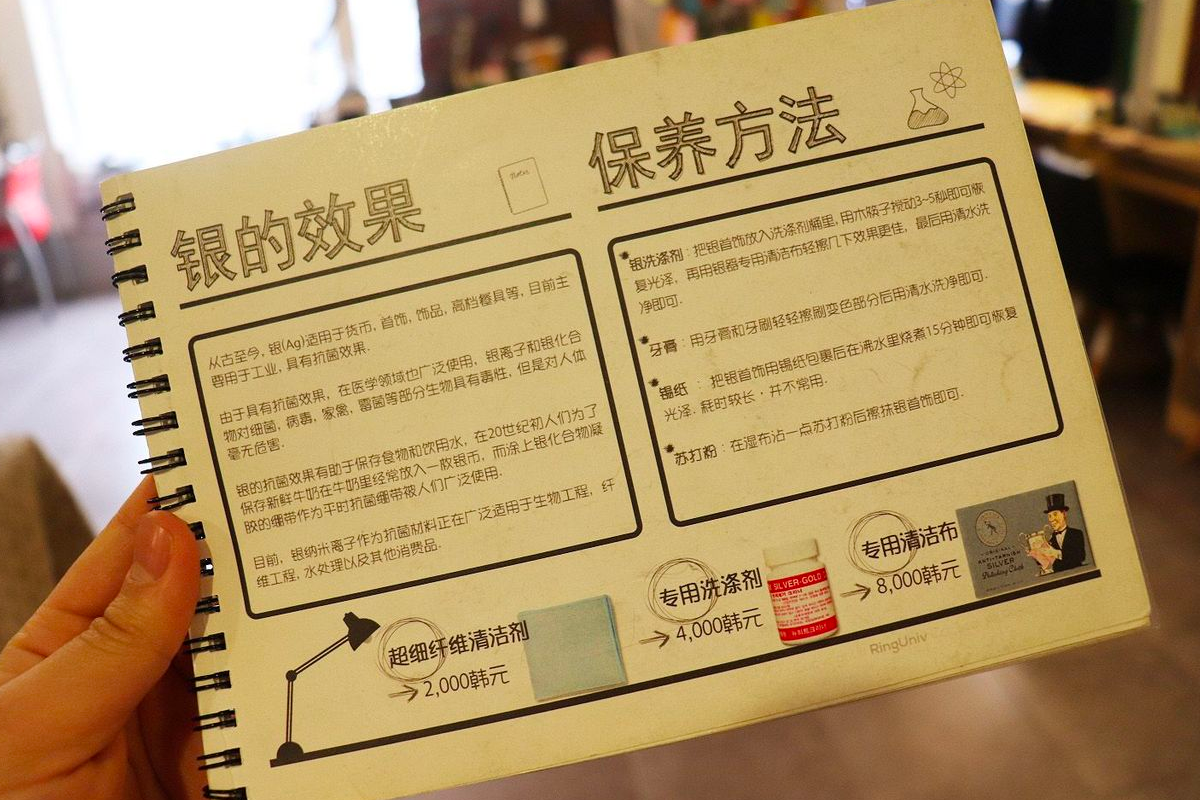 银的效果
Notes
从古至今, 银(Ag)适用于货币, 首饰, 饰品, 高档餐具等, 目前主
要用于工业, 具有抗菌效果.
由于具有抗菌效果, 在医学领域也广泛使用, 银离子和银化合
物对细菌, 病毒, 家禽, 霉菌等部分生物具有毒性, 但是对人体
毫无危害.
银的抗菌效果有助于保存食物和饮用水, 在20世纪初人们为了
保存新鲜牛奶在牛奶里经常放入一枚银币, 而涂上银化合物凝
胶的绷带作为平时抗菌绷带被人们广泛使用.
目前, 银纳米离子作为抗菌材料正在广泛适用于生物工程, 纤
维工程, 水处理以及其他消费品.
保养方法
*银洗涤剂 : 把银首饰放入洗涤剂桶里, 用木筷子搅动3~5秒即可恢
复光泽, 再用银器专用清洁布轻擦几下效果更佳, 最后用清水洗
净即可.
*牙膏 : 用牙膏和牙刷轻轻擦刷变色部分后用清水洗净即可.
*锡纸 : 把银首饰用锡纸包裹后在沸水里烧煮15分钟即可恢复
光泽. 耗时较长, 并不常用.
*苏打粉 : 在湿布沾一点苏打粉后擦抹银首饰即可.
超细纤维清洁剂
→ 2,000韩元
专用洗涤剂
→ 4,000韩元
SILVER-GOLD
专用清洁布
→ 8,000韩元
ORIGINAL
ANTI-TARNISH
SILVER
Polishing Cloth
RingUniv